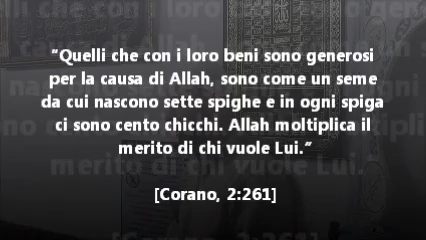 "Quelli che con i loro beni sono generosi
per la causa di Allah, sono come un seme
da cui nascono sette spighe e in ogni spiga
ci sono cento chicchi. Allah moltiplica il
merito di chi vuole Lui."
[Corano, 2:261]